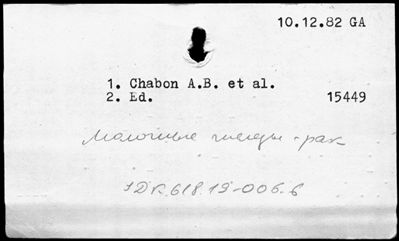 10.12.82 GA
1. Chabon A.B. et al.
2. Ed. 15449
Молочные железы - рак
УДК 618.19-006.6